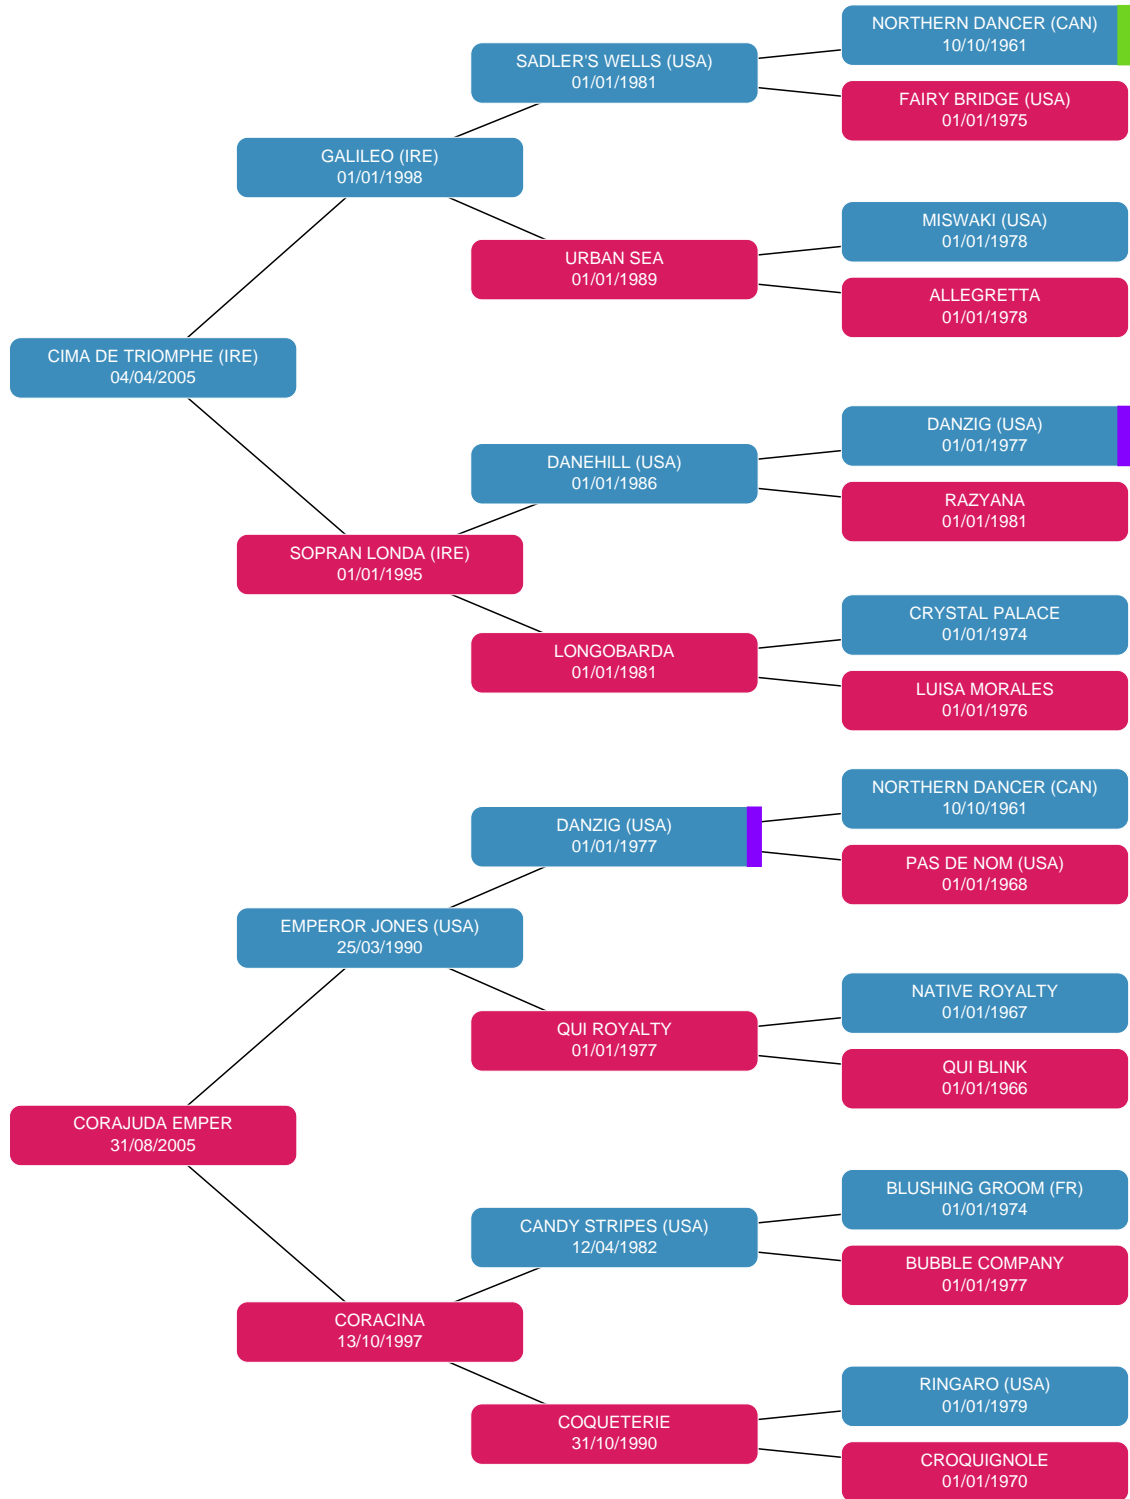 NORTHERN DANCER (CAN)
10/10/1961
SADLER'S WELLS (USA)
01/01/1981
FAIRY BRIDGE (USA)
01/01/1975
GALILEO (IRE)
01/01/1998
MISWAKI (USA)
01/01/1978
URBAN SEA
01/01/1989
ALLEGRETTA
01/01/1978
CIMA DE TRIOMPHE (IRE)
04/04/2005
DANZIG (USA)
01/01/1977
DANEHILL (USA)
01/01/1986
RAZYANA
01/01/1981
SOPRAN LONDA (IRE)
01/01/1995
CRYSTAL PALACE
01/01/1974
LONGOBARDA
01/01/1981
LUISA MORALES
01/01/1976
NORTHERN DANCER (CAN)
10/10/1961
DANZIG (USA)
01/01/1977
PAS DE NOM (USA)
01/01/1968
EMPEROR JONES (USA)
25/03/1990
NATIVE ROYALTY
01/01/1967
QUI ROYALTY
01/01/1977
QUI BLINK
01/01/1966
CORAJUDA EMPER
31/08/2005
BLUSHING GROOM (FR)
01/01/1974
CANDY STRIPES (USA)
12/04/1982
BUBBLE COMPANY
01/01/1977
CORACINA
13/10/1997
RINGARO (USA)
01/01/1979
COQUETERIE
31/10/1990
CROQUIGNOLE
01/01/1970